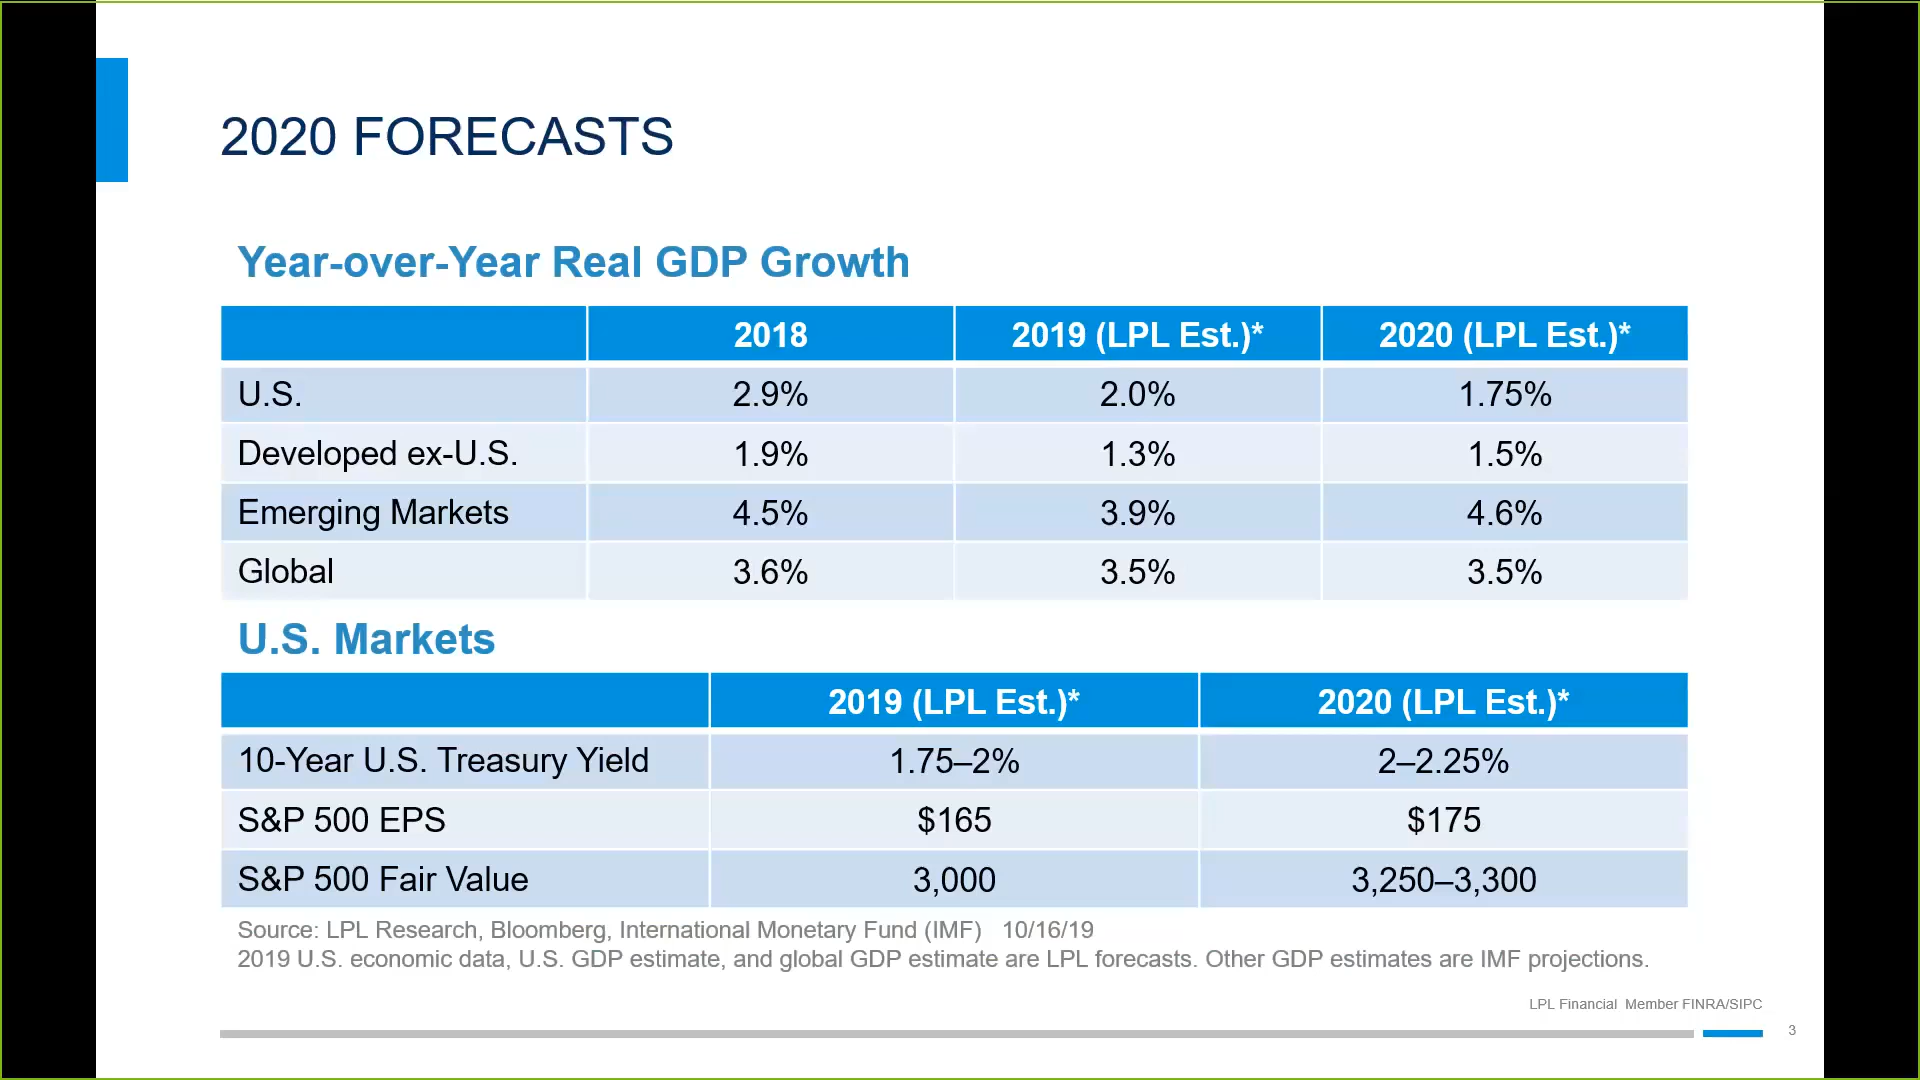 2020 FORECASTS
Year-over-Year Real GDP Growth
2018 2019 (LPL Est.)* 2020 (LPL Est.)*
U.S. 2.9% 2.0% 1.75%
Developed ex-U.S. 1.9% 1.3% 1.5%
Emerging Markets 4.5% 3.9% 4.6%
Global 3.6% 3.5% 3.5%
U.S. Markets
2019 (LPL Est.)* 2020 (LPL Est.)*
10-Year U.S. Treasury Yield 1.75–2% 2–2.25%
S&P 500 EPS $165 $175
S&P 500 Fair Value 3,000 3,250–3,300
Source: LPL Research, Bloomberg, International Monetary Fund (IMF) 10/16/19
2019 U.S. economic data, U.S. GDP estimate, and global GDP estimate are LPL forecasts. Other GDP estimates are IMF projections.
LPL Financial Member FINRA/SIPC
3